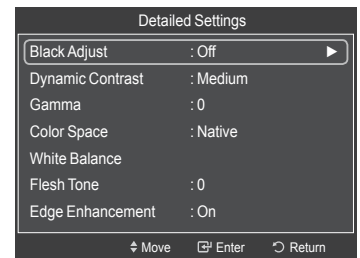 Detailed Settings
Black Adjust : Off ►
Dynamic Contrast : Medium
Gamma : 0
Color Space : Native
White Balance
Flesh Tone : 0
Edge Enhancement : On
Move Enter Return